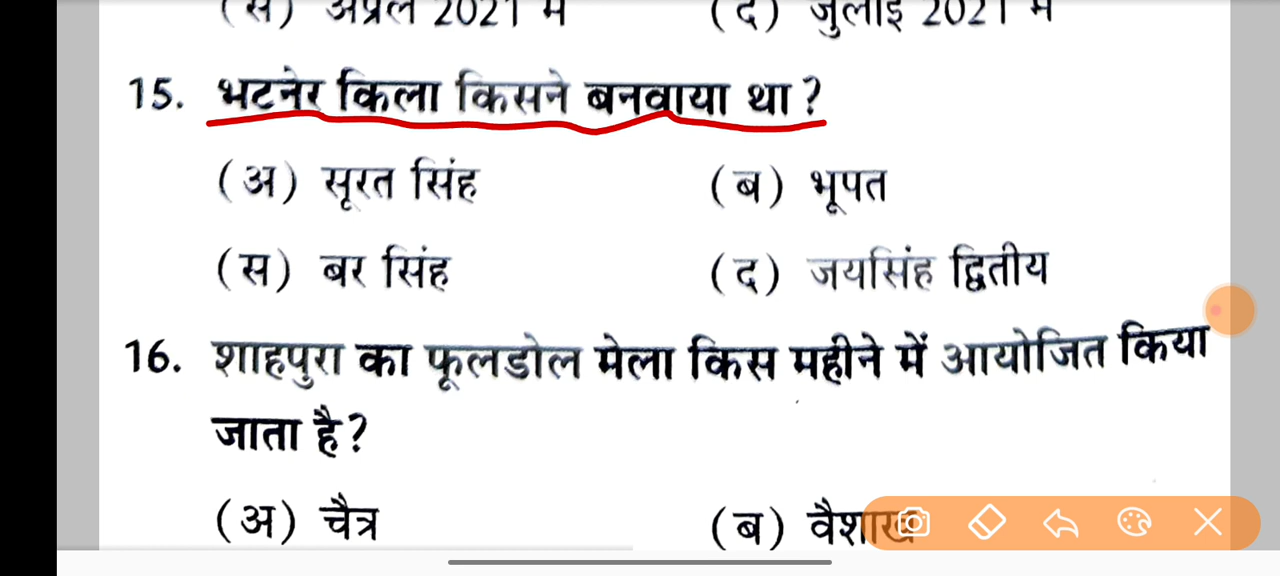 (स) अप्रैल 2021 में (द) जुलाई 2021 में
15. भटनेर किला किसने बनवाया था?
(अ) सूरत सिंह (ब) भूपत
(स) बर सिंह (द) जयसिंह द्वितीय
16. शाहपुरा का फूलडोल मेला किस महीने में आयोजित किया
जाता है?
(अ) चैत्र (ब) वैशाख